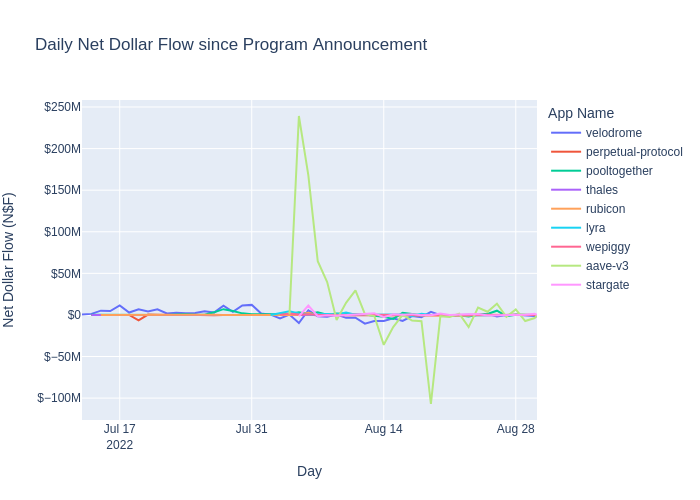 Daily Net Dollar Flow since Program Announcement
Net Dollar Flow (N$F)
$250M
$200M
$150M
$100M
$50M
$0
$−50M
$−100M
Jul 17
2022
Jul 31
Aug 14
Aug 28
Day
App Name
velodrome
perpetual-protocol
pooltogether
thales
rubicon
lyra
wepiggy
aave-v3
stargate